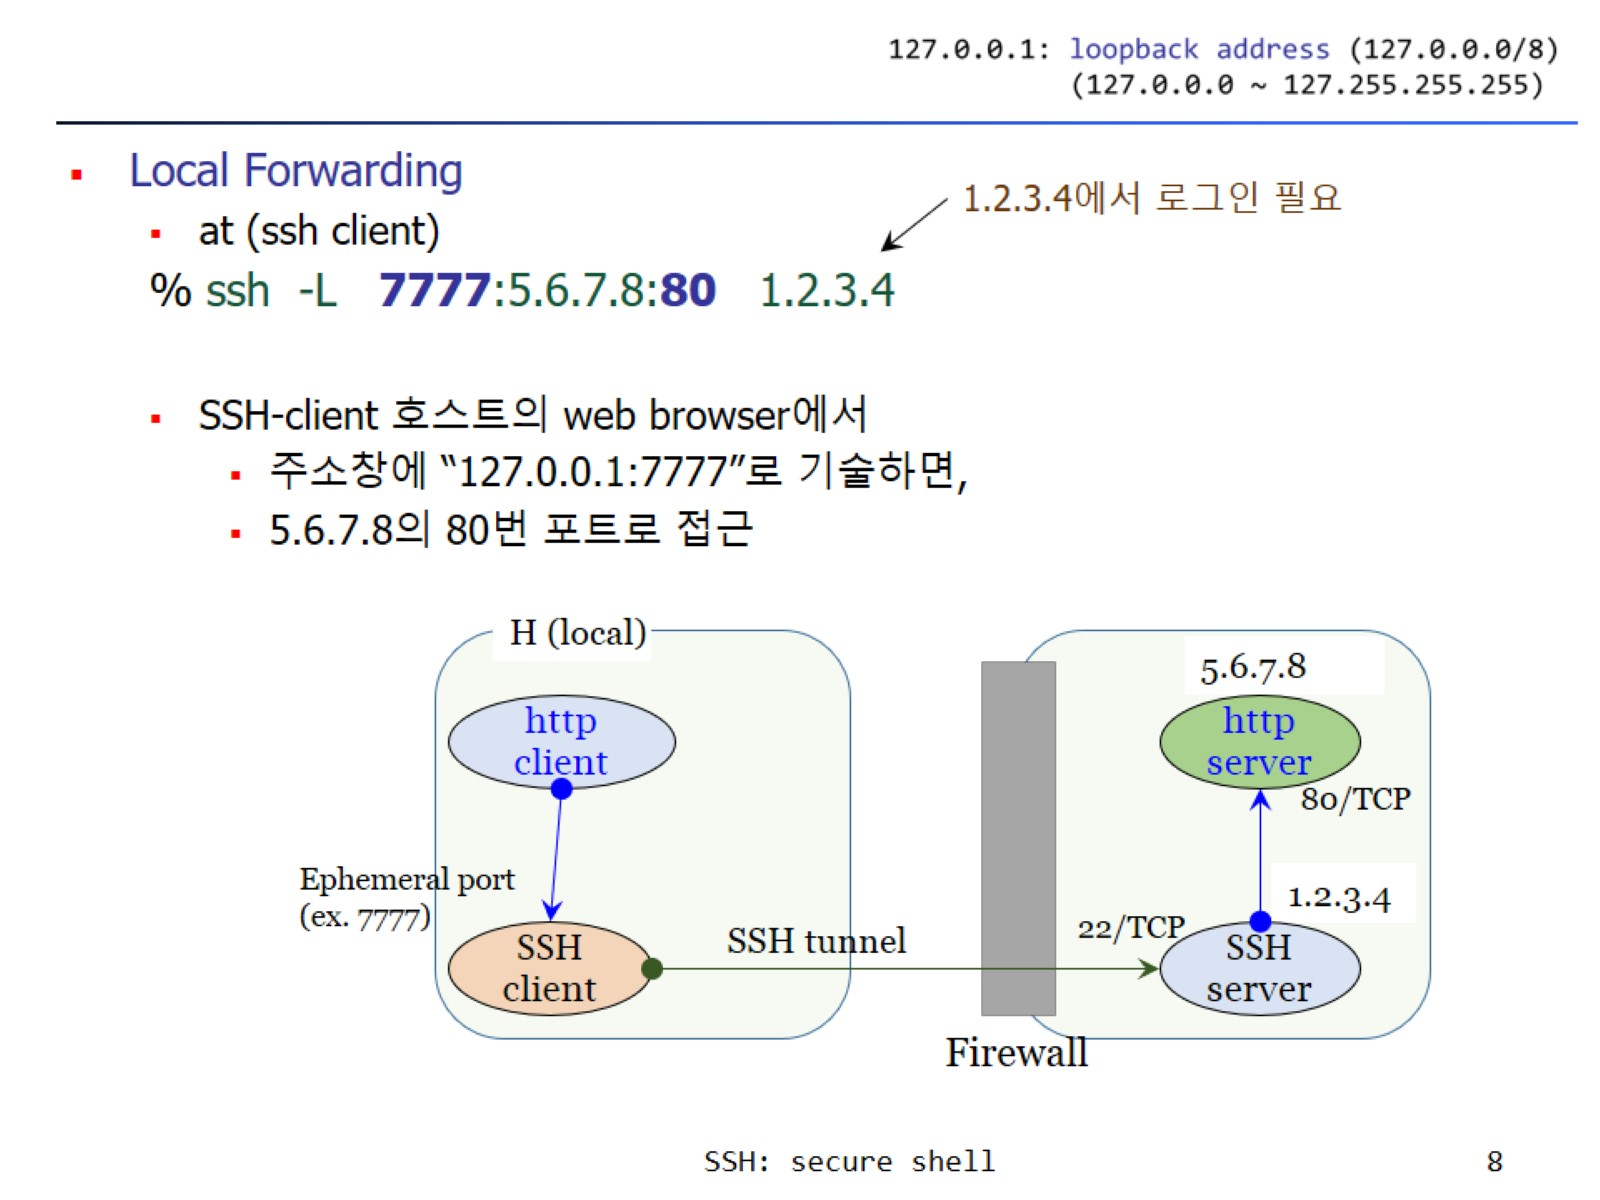 127.0.0.1: loopback address (127.0.0.0/8)
(127.0.0.0 ~ 127.255.255.255)
Local Forwarding
1.2.3.4에서 로그인 필요
at (ssh client)
% ssh -L 7777:5.6.7.8:80 1.2.3.4
SSH-client 호스트의 web browser에서
주소창에 “127.0.0.1:7777”로 기술하면,
5.6.7.8의 80번 포트로 접근
H (local)
5.6.7.8
http
client
http
server
80/TCP
Ephemeral port
(ex. 7777)
1.2.3.4
22/TCP
SSH tunnel
SSH
client
SSH
server
Firewall
SSH: secure shell
8